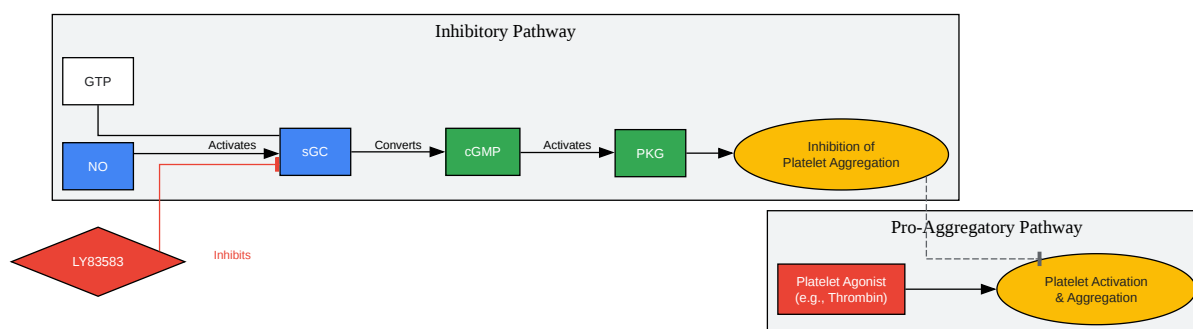 Inhibitory Pathway
GTP
NO
Activates
sGC
Converts
cGMP
Activates
PKG
Inhibition of
Platelet Aggregation
LY83583
Inhibits
Pro-Aggregatory Pathway
Platelet Agonist
(e.g., Thrombin)
Platelet Activation
& Aggregation